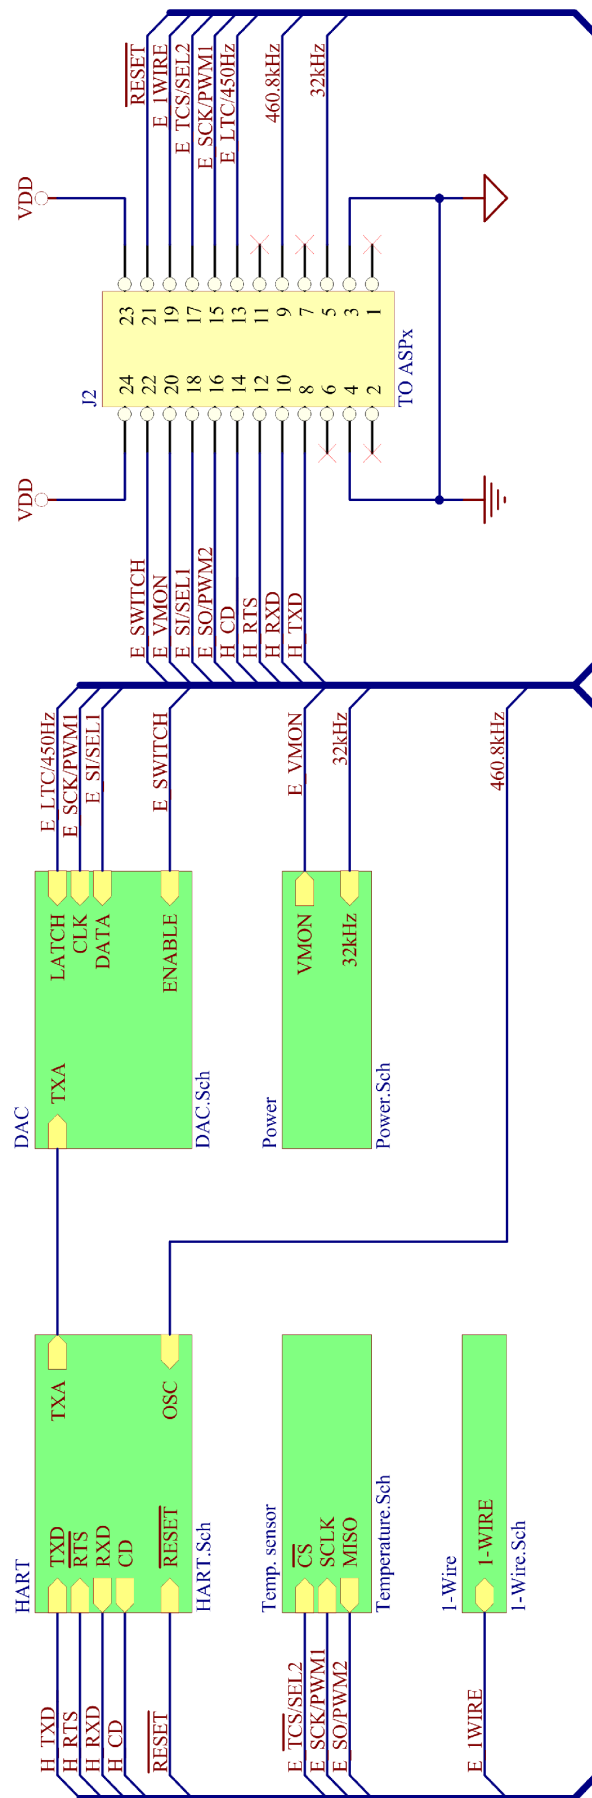 RESET
E_1WIRE
E_TCS/SEL2
E_SCK/PWM1
E_LTC/450Hz
460.8kHz
32kHz
VDD
23
21
19
17
15
13
11
9
7
5
3
1
J2
TO ASPx
24
22
20
18
16
14
12
10
8
6
4
2
VDD
E_SWITCH
E_VMON
E_SI/SEL1
E_SO/PWM2
H_CD
H_RTS
H_RXD
H_TXD
E_LTC/450Hz
E_SCK/PWM1
E_SI/SEL1
E_SWITCH
E_VMON
32kHz
460.8kHz
LATCH
CLK
DATA
ENABLE
TXA
DAC
DAC.Sch
VMON
32kHz
Power
Power.Sch
TXA
OSC
TXD
RTS
RXD
CD
RESET
HART
HART.Sch
Temp. sensor
CS
SCLK
MISO
Temperature.Sch
1-Wire
1-WIRE
1-Wire.Sch
H_TXD
H_RTS
H_RXD
H_CD
RESET
E_TCS/SEL2
E_SCK/PWM1
E_SO/PWM2
E_1WIRE